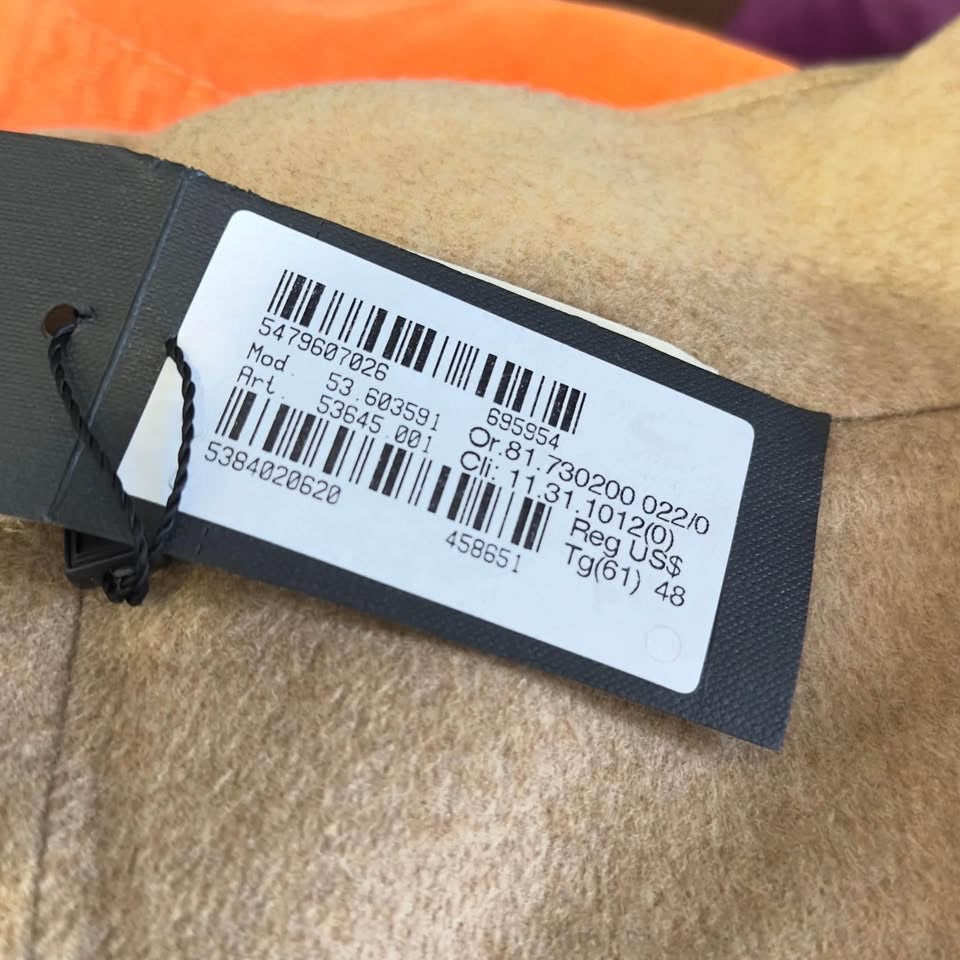 5479607026 695954
Mod. 53.603591 Or.81.730200 022/0
Art. 53645.001 Cli: 11.31.1012(0)
Reg US$
5384020620 458651 Tg(61) 48